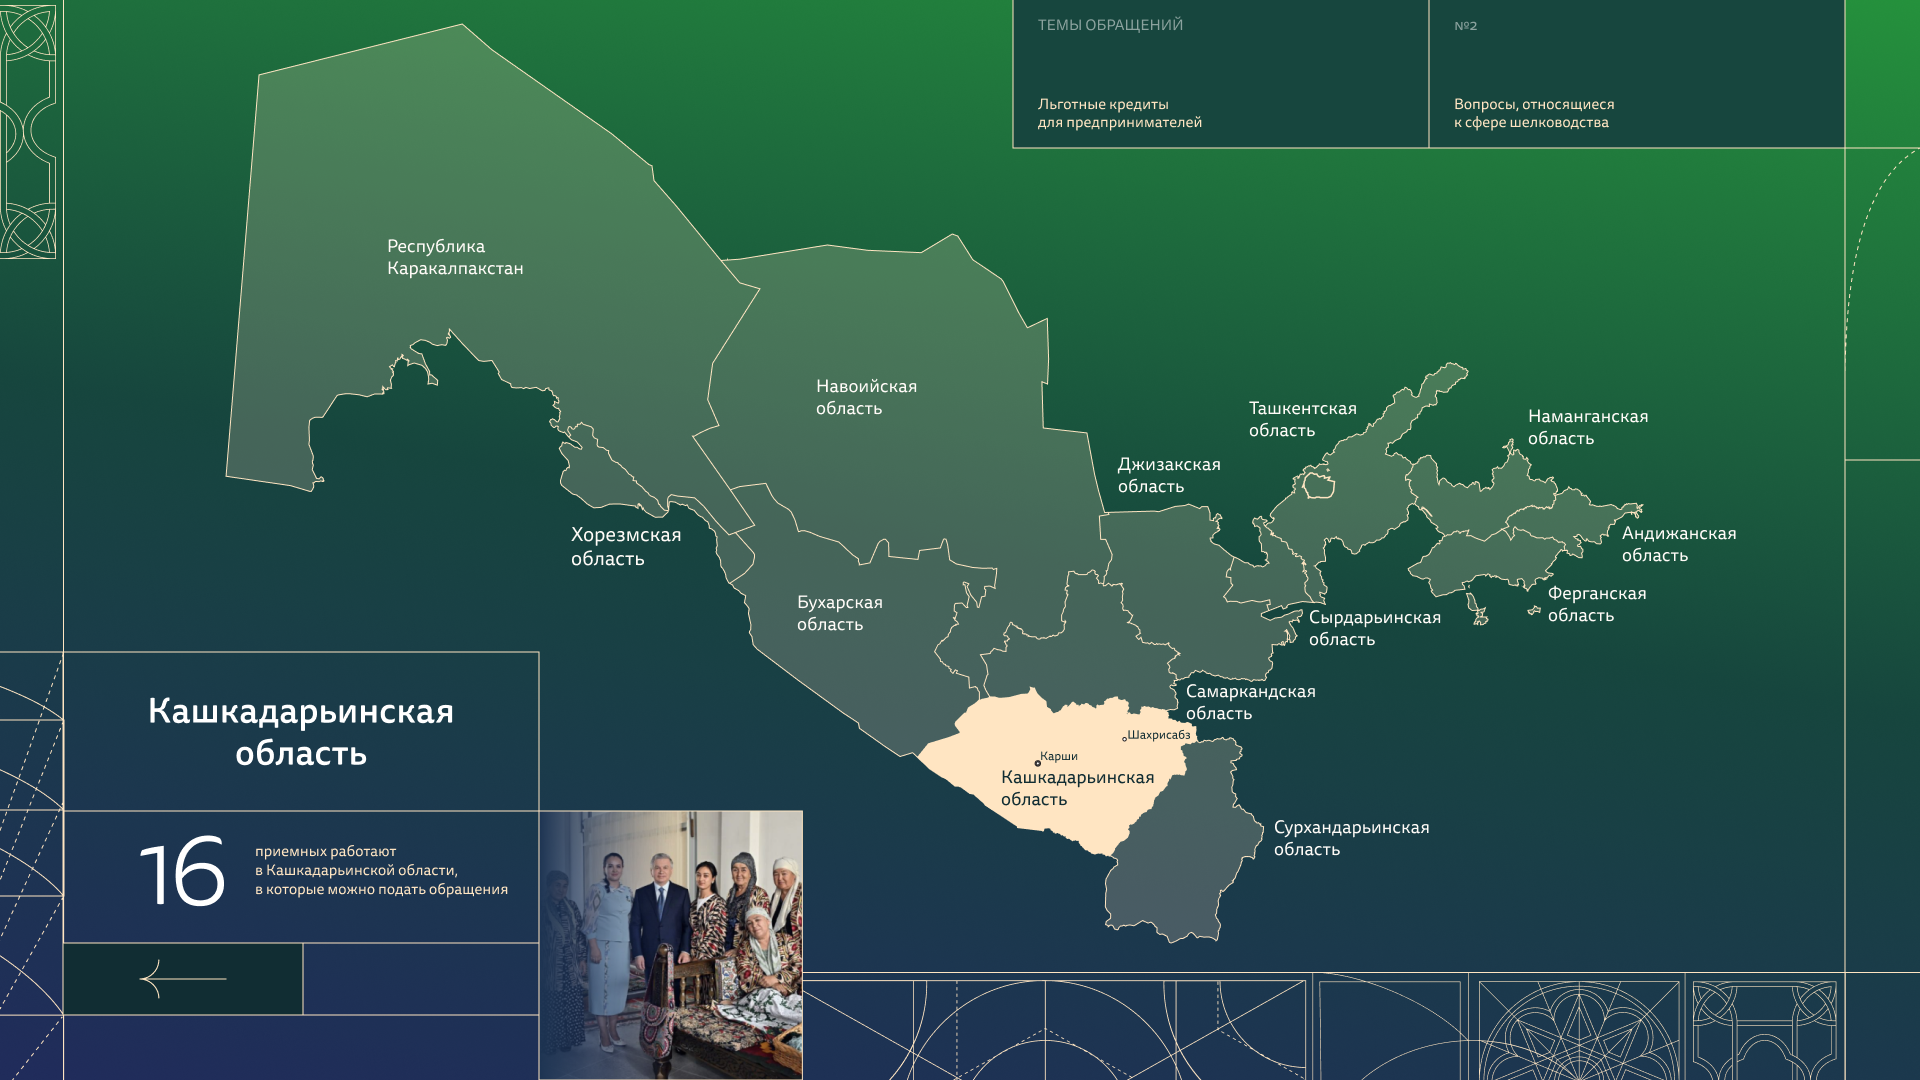 ТЕМЫ ОБРАЩЕНИЙ
№2
Льготные кредиты
для предпринимателей
Вопросы, относящиеся
к сфере шелководства
Республика
Каракалпакстан
Навоийская
область
Ташкентская
область
Наманганская
область
Джизакская
область
Хорезмская
область
Андижанская
область
Бухарская
область
Ферганская
область
Сырдарьинская
область
Самаркандская
область
Шахрисабз
Карши
Кашкадарьинская
область
Сурхандарьинская
область
Кашкадарьинская
область
16
приемных работают
в Кашкадарьинской области,
в которые можно подать обращения